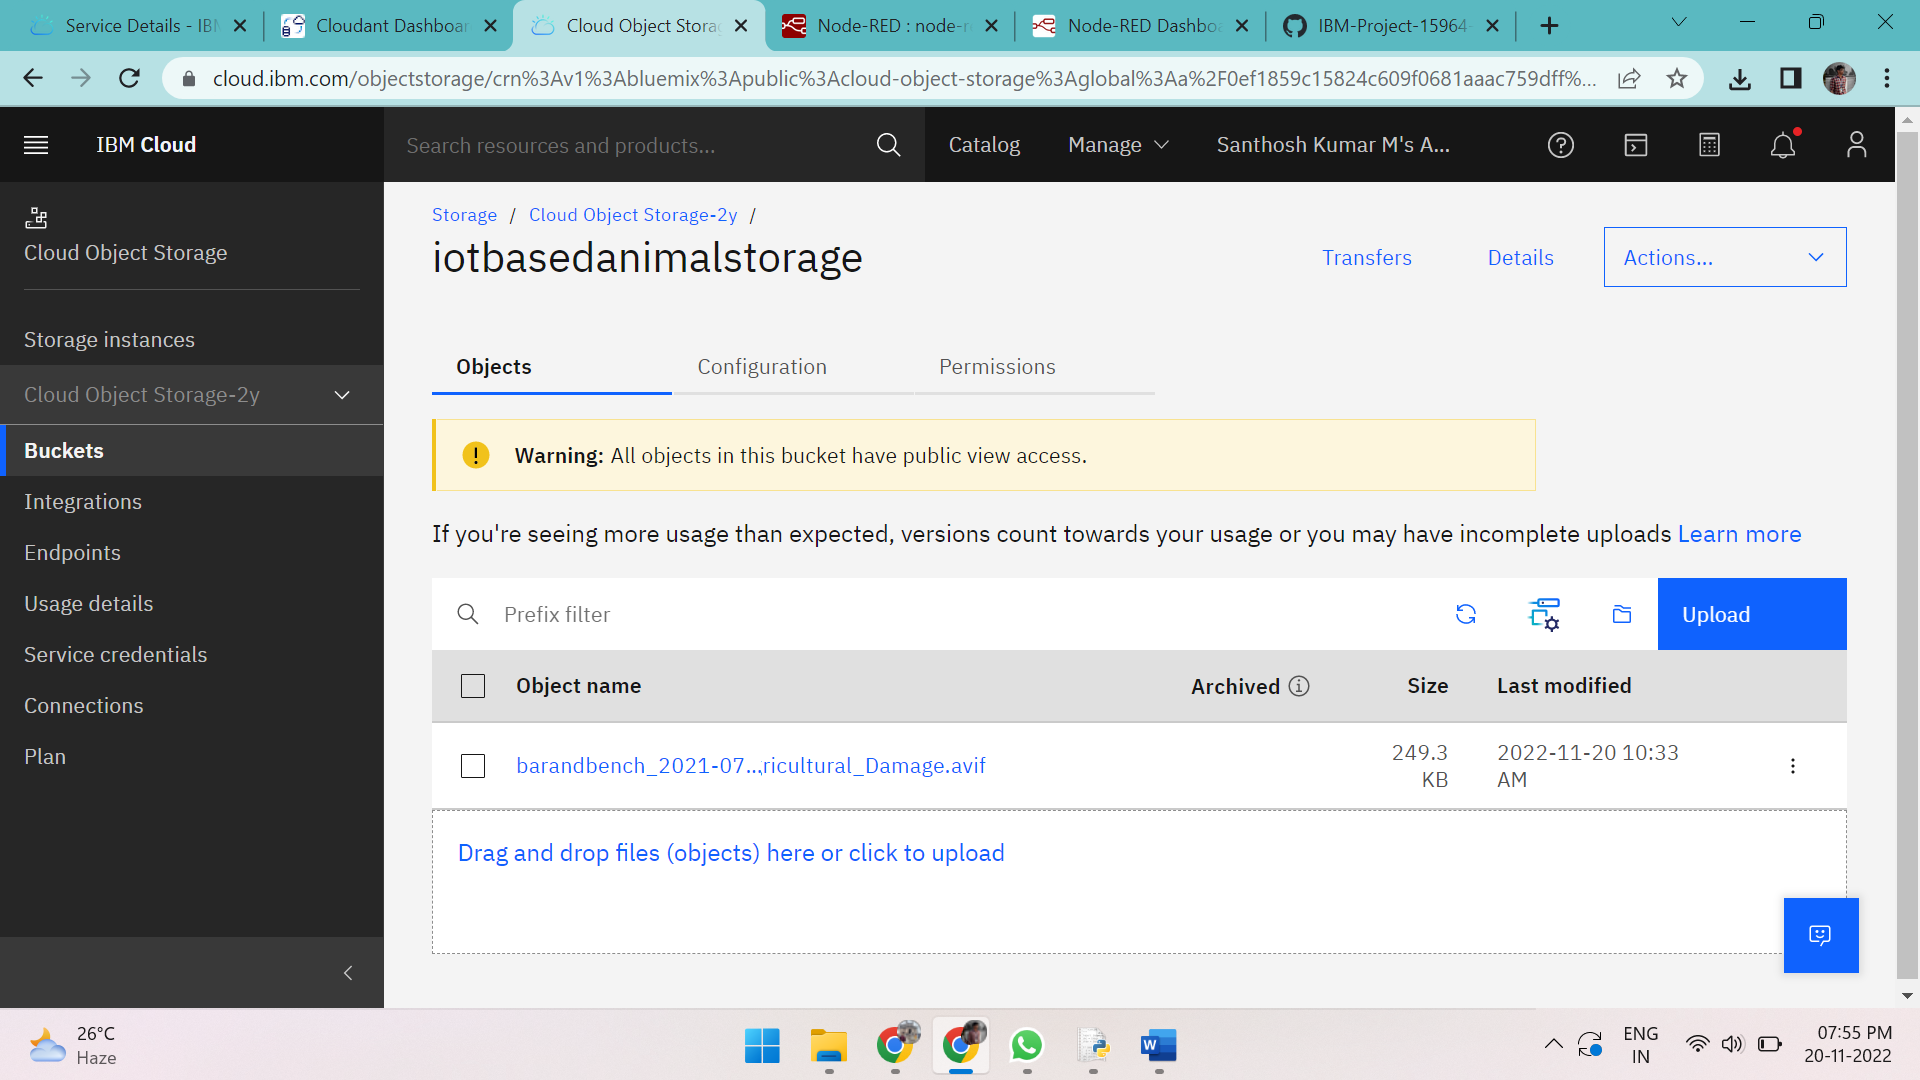 Service Details - IBM
Cloudant Dashboar
Cloud Object Storag
Node-RED : node-r
Node-RED Dashboa
IBM-Project-15964-
cloud.ibm.com/objectstorage/crn%3Av1%3Abluemix%3Apublic%3Acloud-object-storage%3Aglobal%3Aa%2F0ef1859c15824c609f0681aaac759dff%...
IBM Cloud
Search resources and products...
Catalog
Manage
Santhosh Kumar M's A...
Cloud Object Storage
Storage instances
Cloud Object Storage-2y
Buckets
Integrations
Endpoints
Usage details
Service credentials
Connections
Plan
Storage / Cloud Object Storage-2y /
iotbasedanimalstorage
Transfers
Details
Actions...
Objects
Configuration
Permissions
Warning: All objects in this bucket have public view access.
If you're seeing more usage than expected, versions count towards your usage or you may have incomplete uploads Learn more
Prefix filter
Upload
Object name
Archived
Size
Last modified
barandbench_2021-07...ricultural_Damage.avif
249.3
KB
2022-11-20 10:33
AM
Drag and drop files (objects) here or click to upload
26°C
Haze
ENG
IN
07:55 PM
20-11-2022